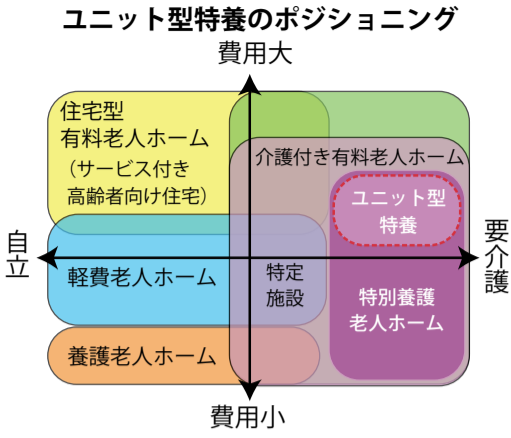 ユニット型特養のポジショニング
費用大
住宅型
有料老人ホーム
（サービス付き
高齢者向け住宅）
介護付き有料老人ホーム
ユニット型
特養
自立
要介護
軽費老人ホーム
特定
施設
特別養護
老人ホーム
養護老人ホーム
費用小